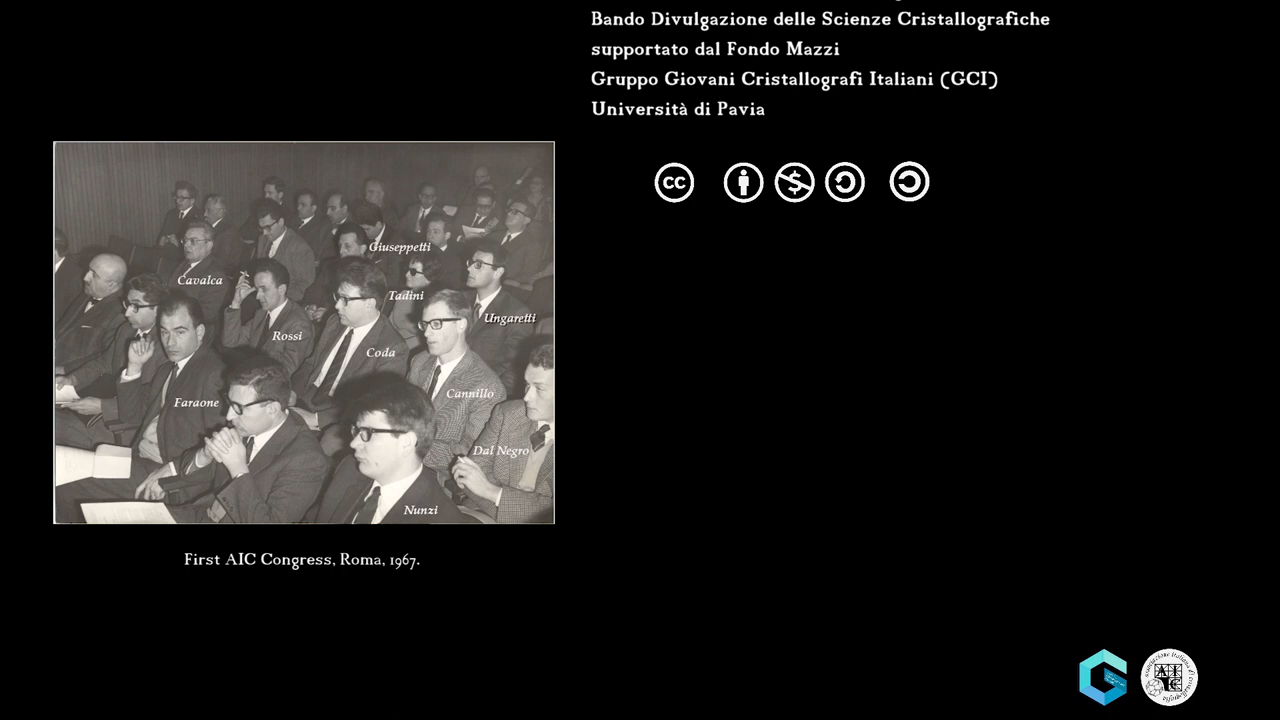 Bando Divulgazione delle Scienze Cristallografiche
supportato dal Fondo Mazzi
Gruppo Giovani Cristallografi Italiani (GCI)
Università di Pavia
cc
Giuseppetti
Cavalca
Tadini
Ungaretti
Rossi
Coda
Cannillo
Faraone
Dal Negro
Nunzi
First AIC Congress, Roma, 1967.